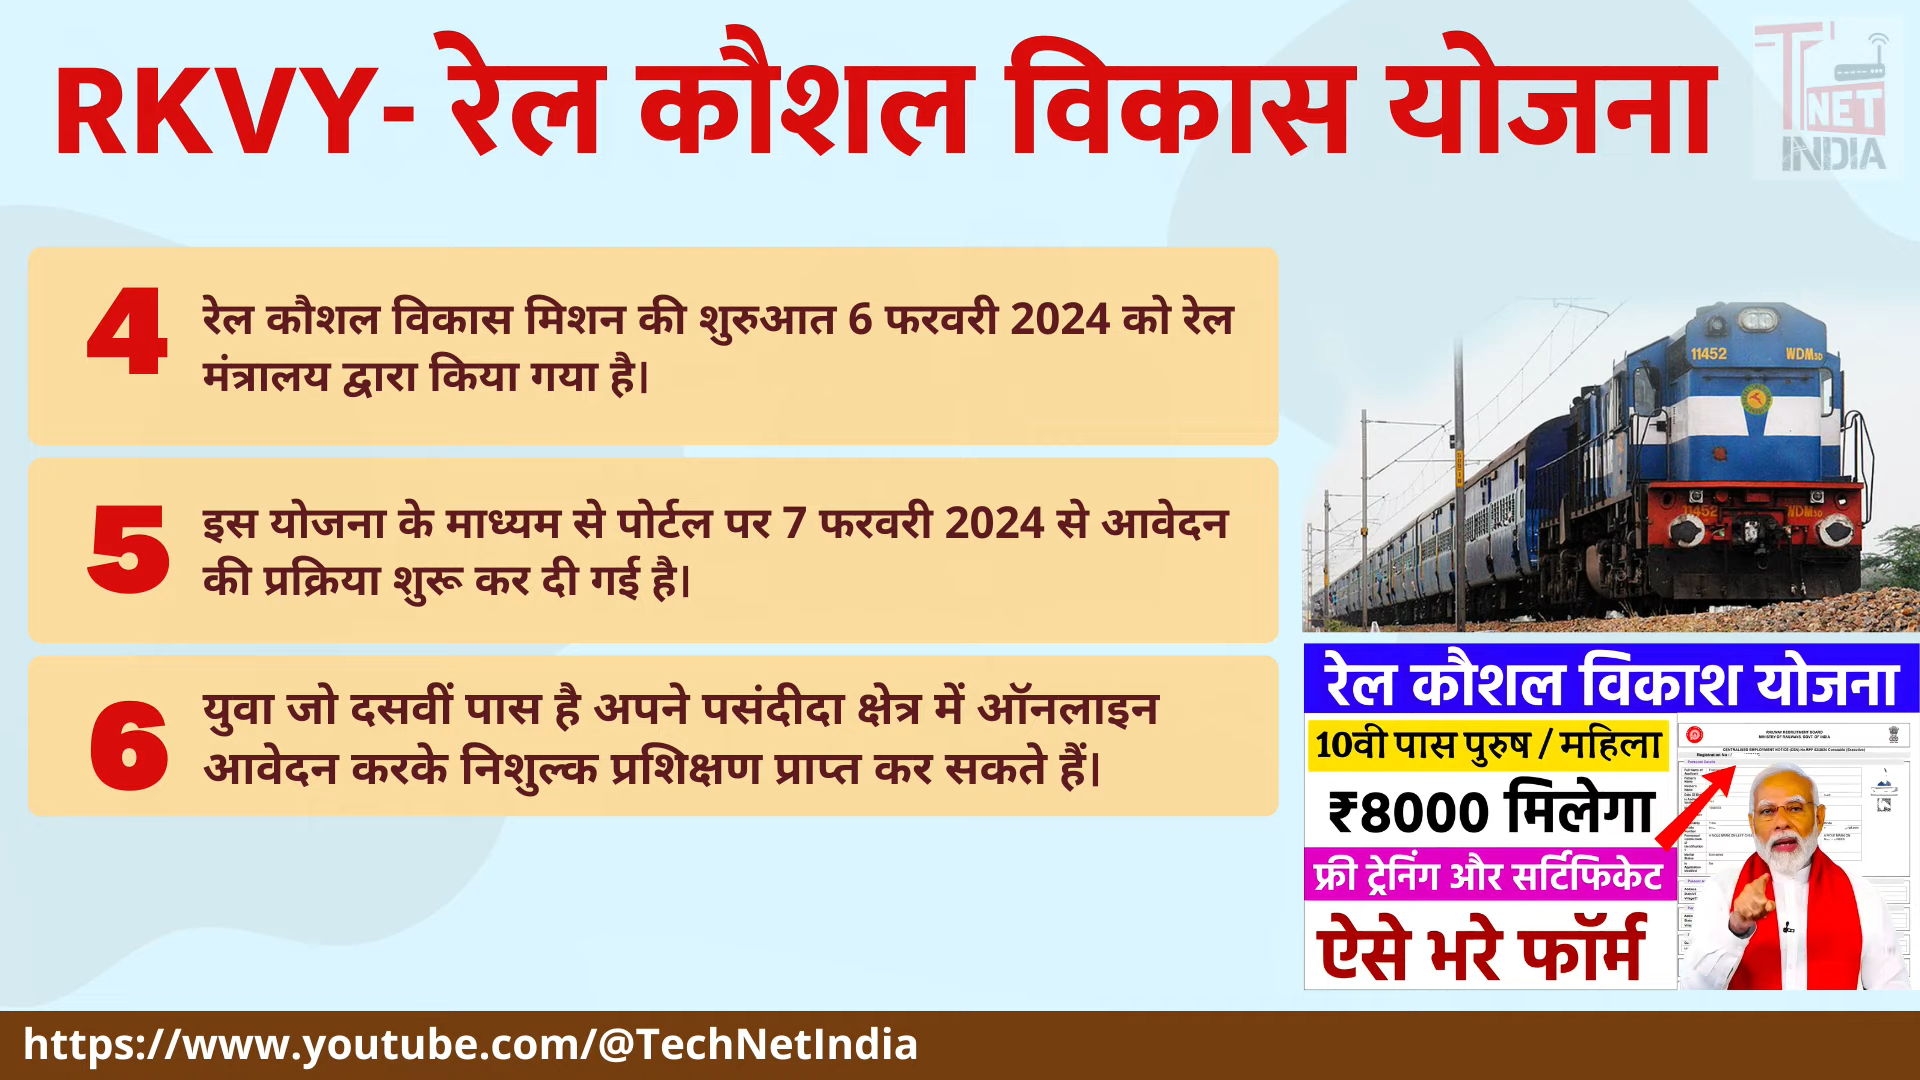 RKVY- रेल कौशल विकास योजना
T NET
INDIA
4
रेल कौशल विकास मिशन की शुरुआत 6 फरवरी 2024 को रेल
मंत्रालय द्वारा किया गया है।
5
इस योजना के माध्यम से पोर्टल पर 7 फरवरी 2024 से आवेदन
की प्रक्रिया शुरू कर दी गई है।
6
युवा जो दसवीं पास है अपने पसंदीदा क्षेत्र में ऑनलाइन
आवेदन करके निशुल्क प्रशिक्षण प्राप्त कर सकते हैं।
11452 WDM3D
11452 WDM3D
रेल कौशल विकाश योजना
10वी पास पुरुष / महिला
₹8000 मिलेगा
फ्री ट्रेनिंग और सर्टिफिकेट
ऐसे भरे फॉर्म
https://www.youtube.com/@TechNetIndia